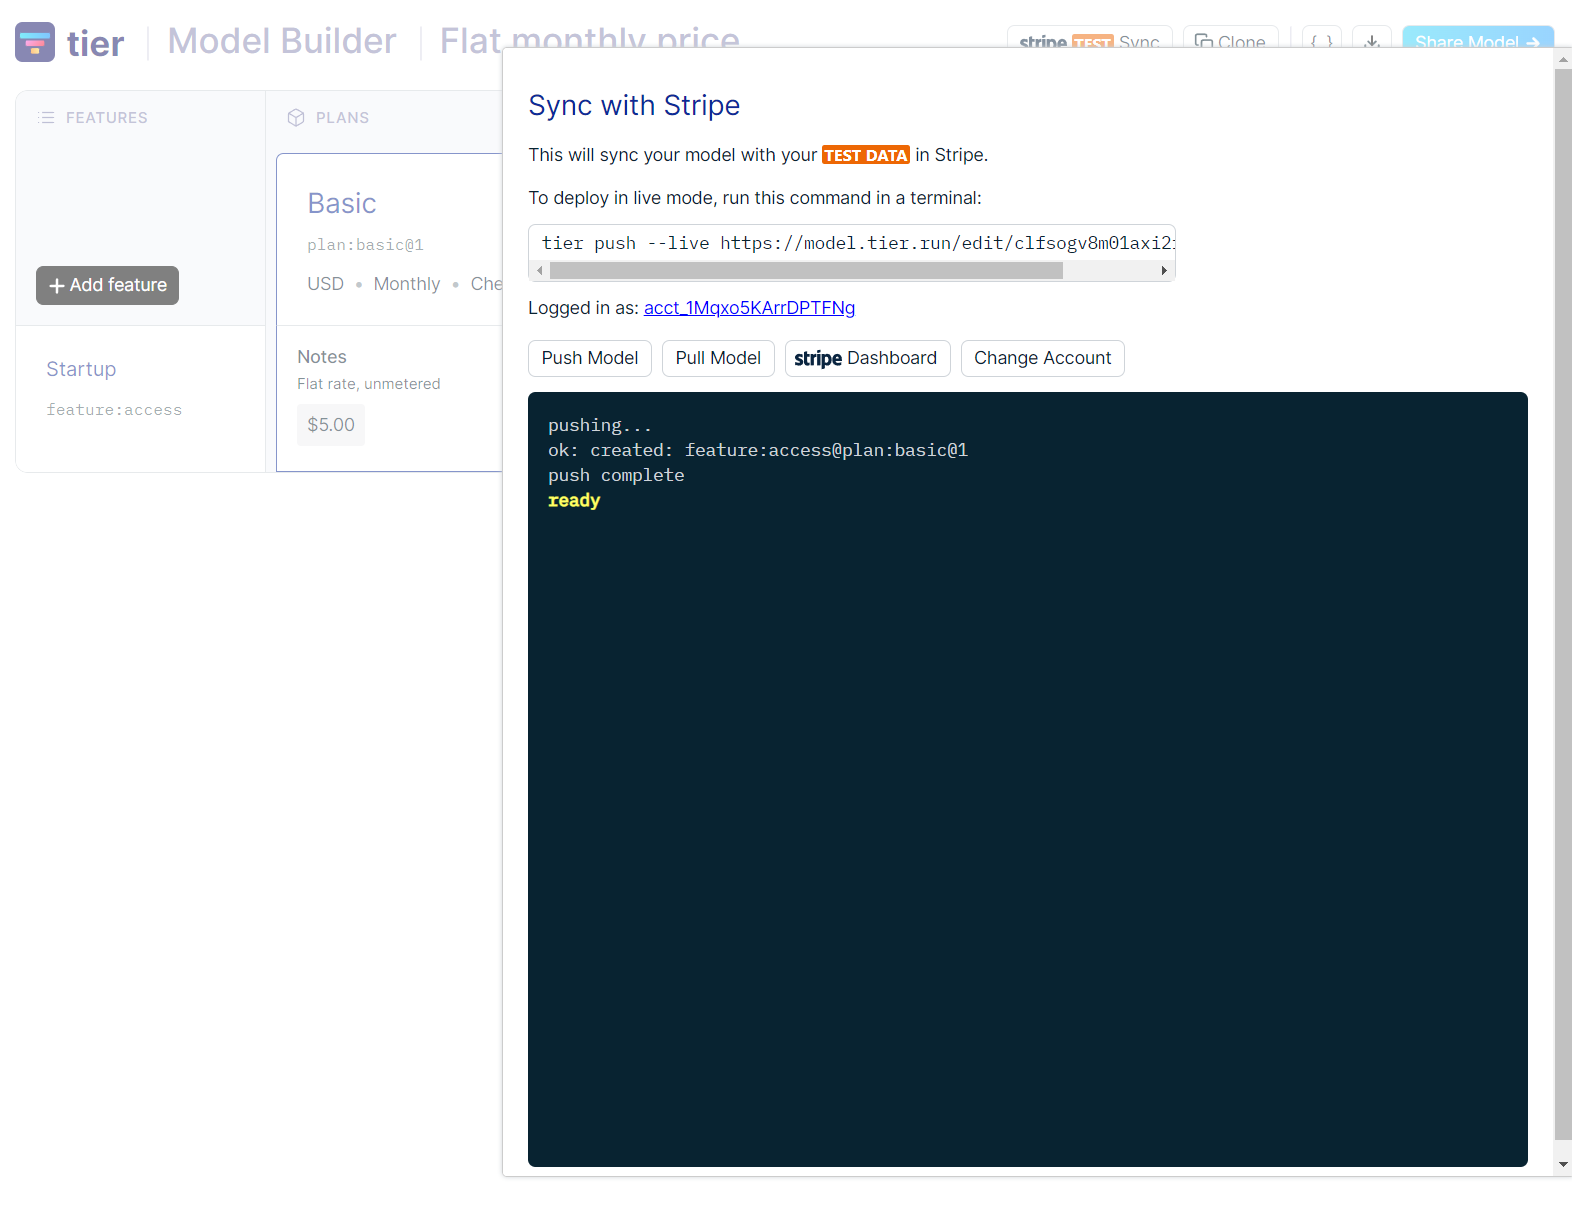 tier
Model Builder
Flat monthly price
stripe TEST Sync
Clone
{ }
Share Model →
FEATURES
PLANS
+ Add feature
Startup
feature:access
Basic
plan:basic@1
USD • Monthly •
Notes
Flat rate, unmetered
$5.00
Sync with Stripe
This will sync your model with your TEST DATA in Stripe.
To deploy in live mode, run this command in a terminal:
tier push --live https://model.tier.run/edit/clfsogv8m01axi2
Logged in as: acct_1Mqxo5KArrDPTFNg
Push Model
Pull Model
stripe Dashboard
Change Account
pushing...
ok: created: feature:access@plan:basic@1
push complete
ready